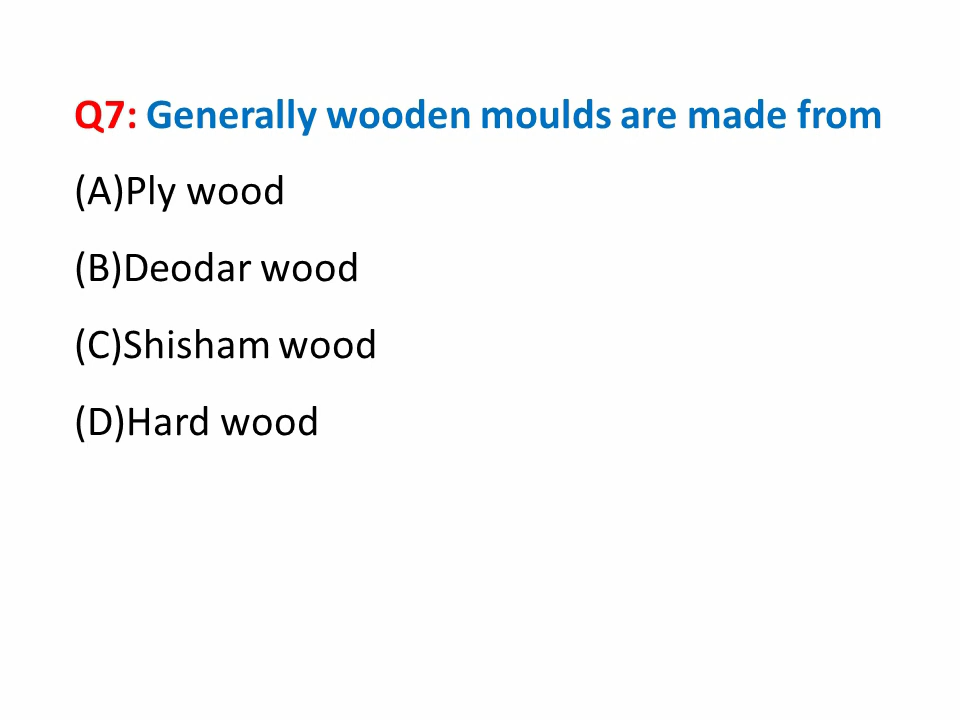 Q7: Generally wooden moulds are made from
(A)Ply wood
(B)Deodar wood
(C)Shisham wood
(D)Hard wood